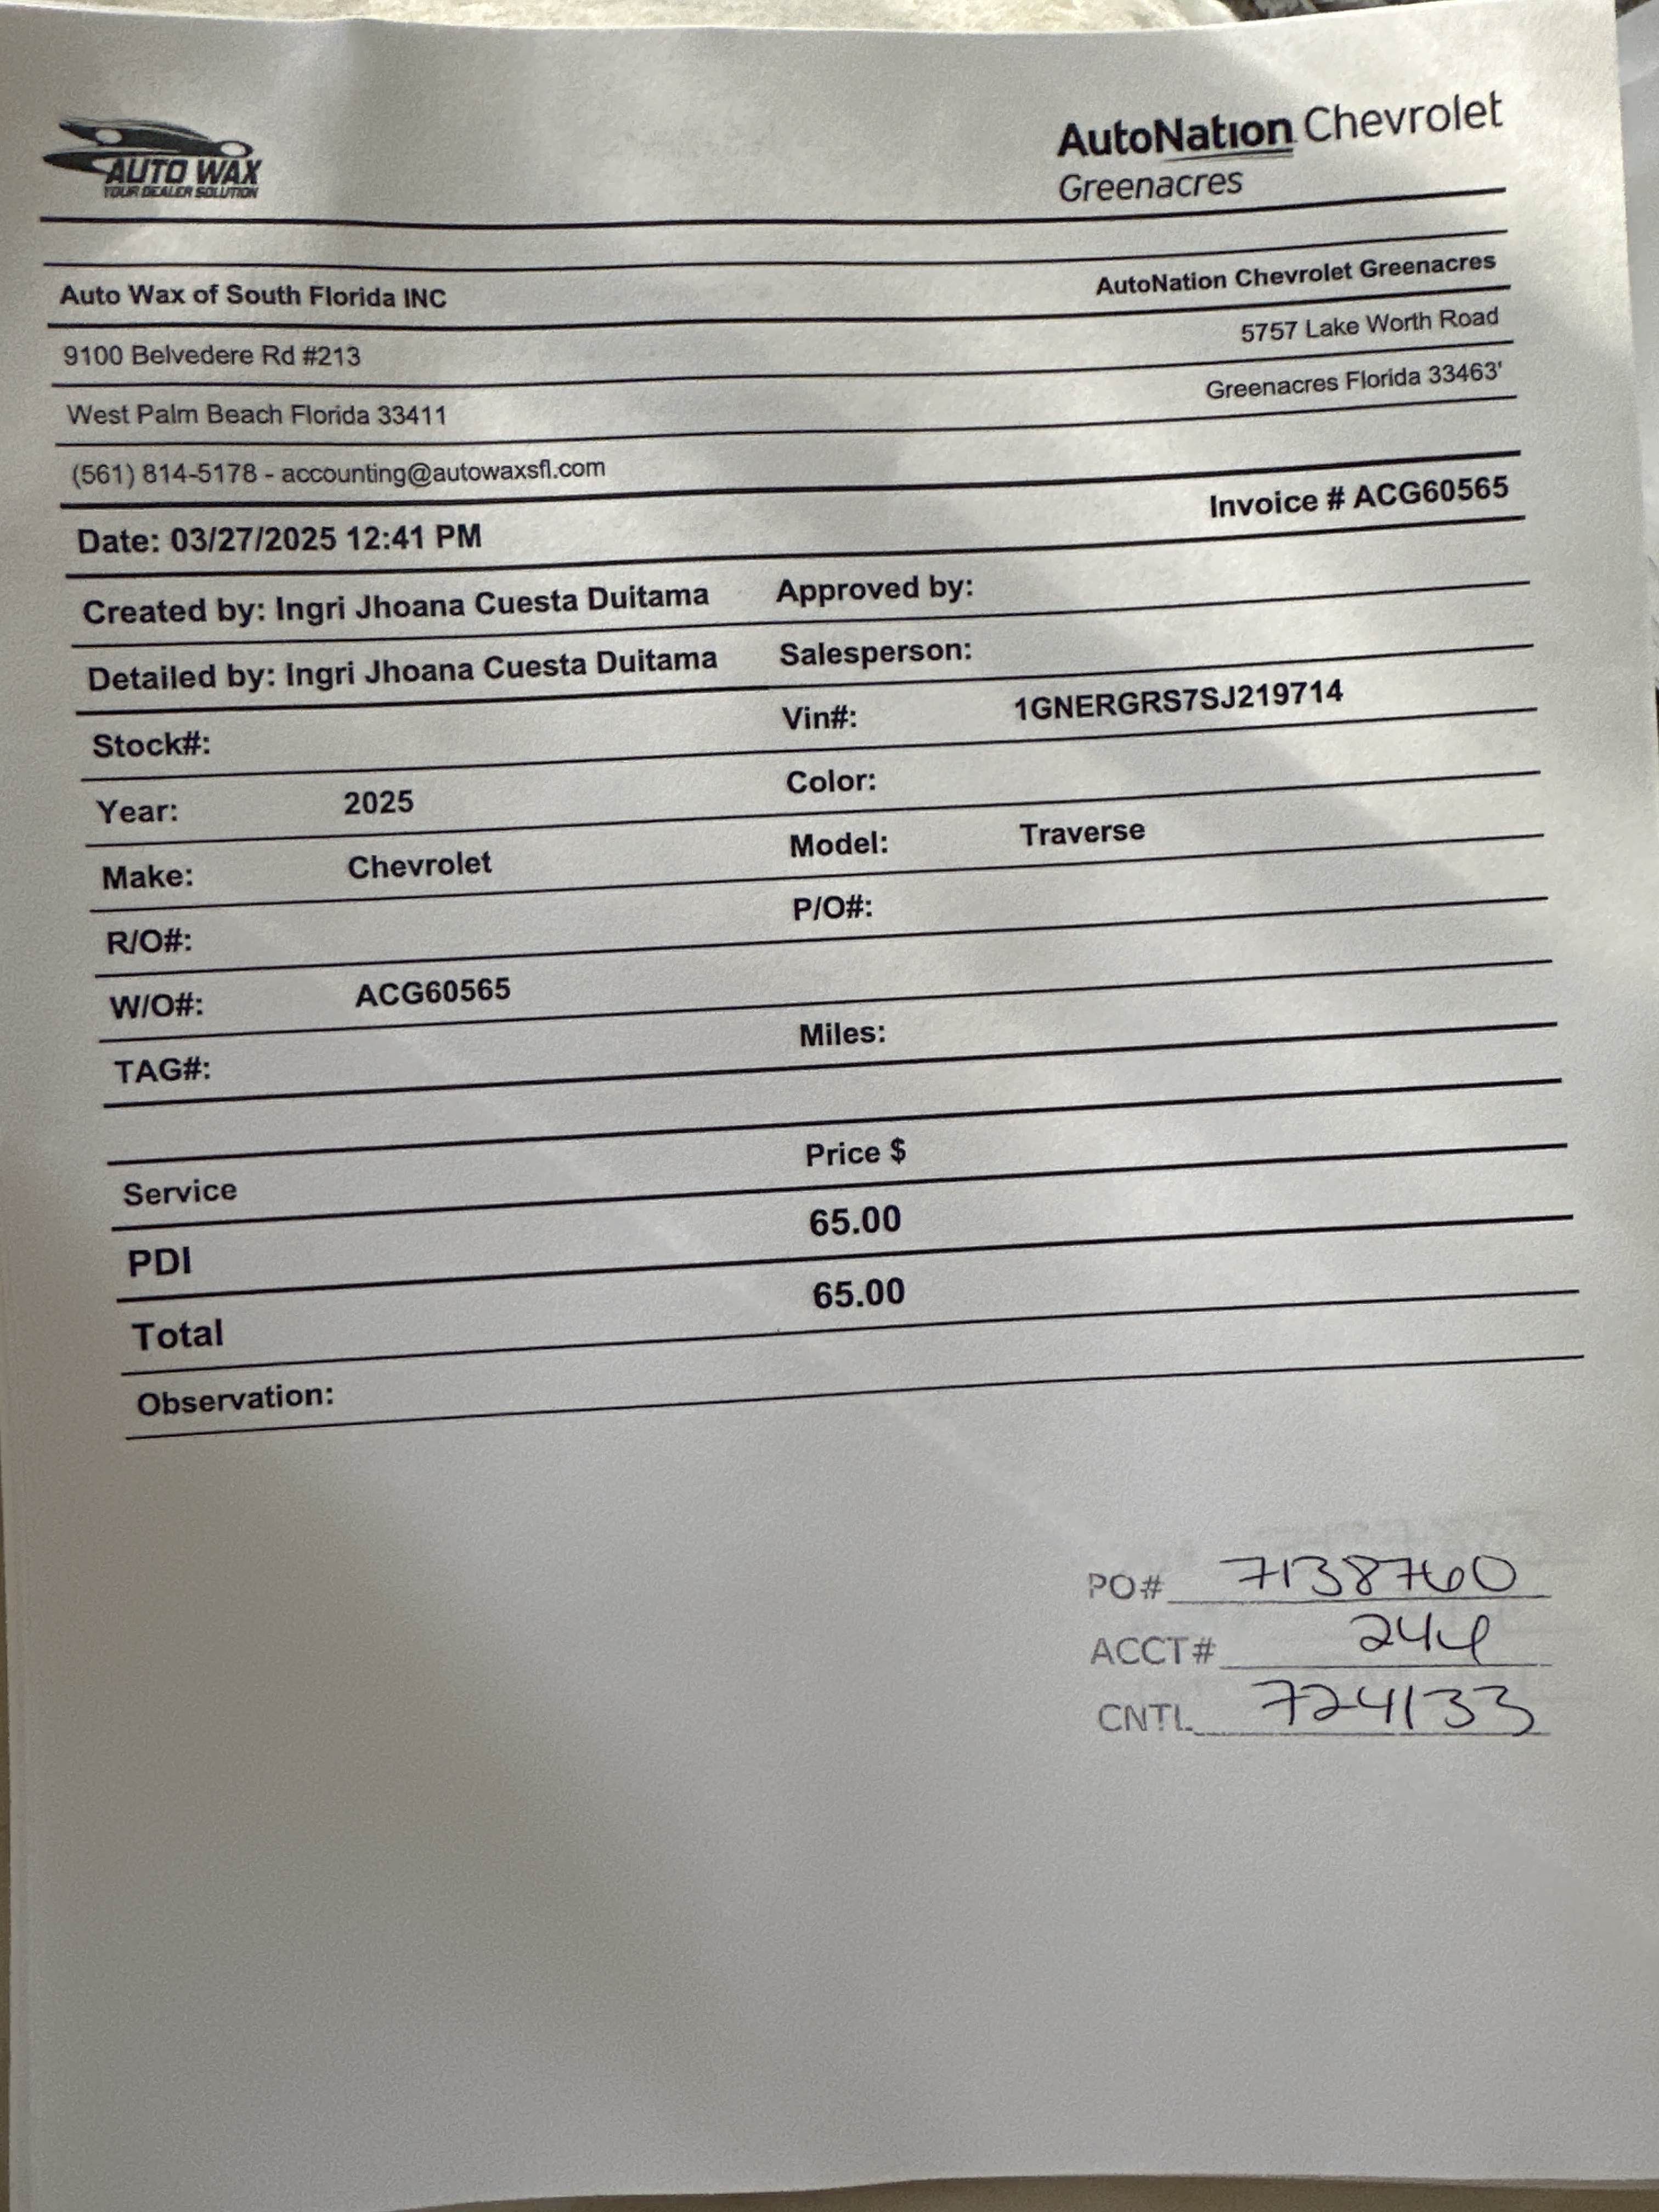 AUTO WAX
YOUR DEALER SOLUTION
AutoNation Chevrolet
Greenacres
Auto Wax of South Florida INC
AutoNation Chevrolet Greenacres
9100 Belvedere Rd #213
5757 Lake Worth Road
West Palm Beach Florida 33411
Greenacres Florida 33463'
(561) 814-5178 - accounting@autowaxsfl.com
Date: 03/27/2025 12:41 PM
Invoice # ACG60565
Created by: Ingri Jhoana Cuesta Duitama Approved by:
Detailed by: Ingri Jhoana Cuesta Duitama Salesperson:
Stock#: Vin#: 1GNERGRS7SJ219714
Year: 2025 Color:
Make: Chevrolet Model: Traverse
R/O#: P/O#:
W/O#: ACG60565
TAG#: Miles:
Service Price $
PDI 65.00
Total 65.00
Observation:
PO# 7138760
ACCT# 244
CNTL 724133